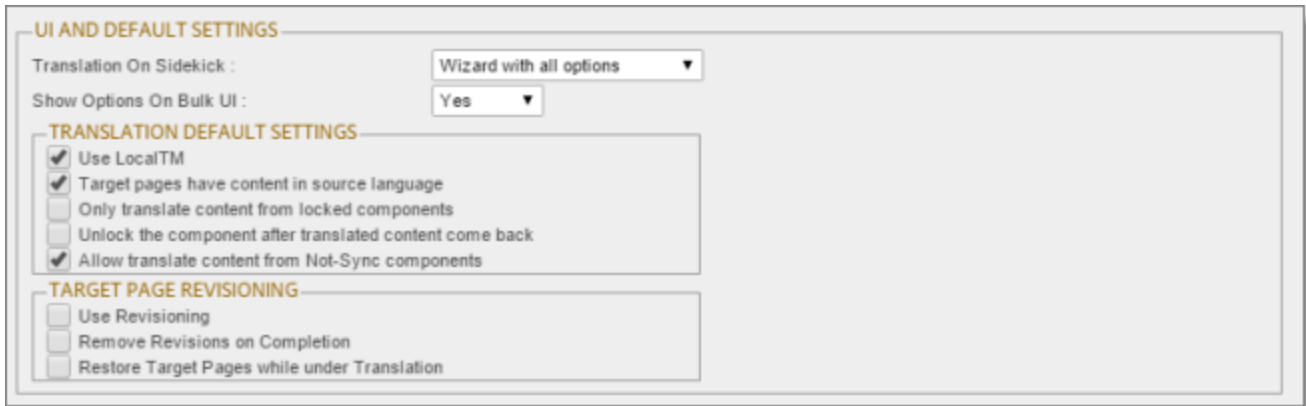 UI AND DEFAULT SETTINGS
Translation On Sidekick : Wizard with all options
Show Options On Bulk UI : Yes
TRANSLATION DEFAULT SETTINGS
Use LocalTM
Target pages have content in source language
Only translate content from locked components
Unlock the component after translated content come back
Allow translate content from Not-Sync components
TARGET PAGE REVISIONING
Use Revisioning
Remove Revisions on Completion
Restore Target Pages while under Translation